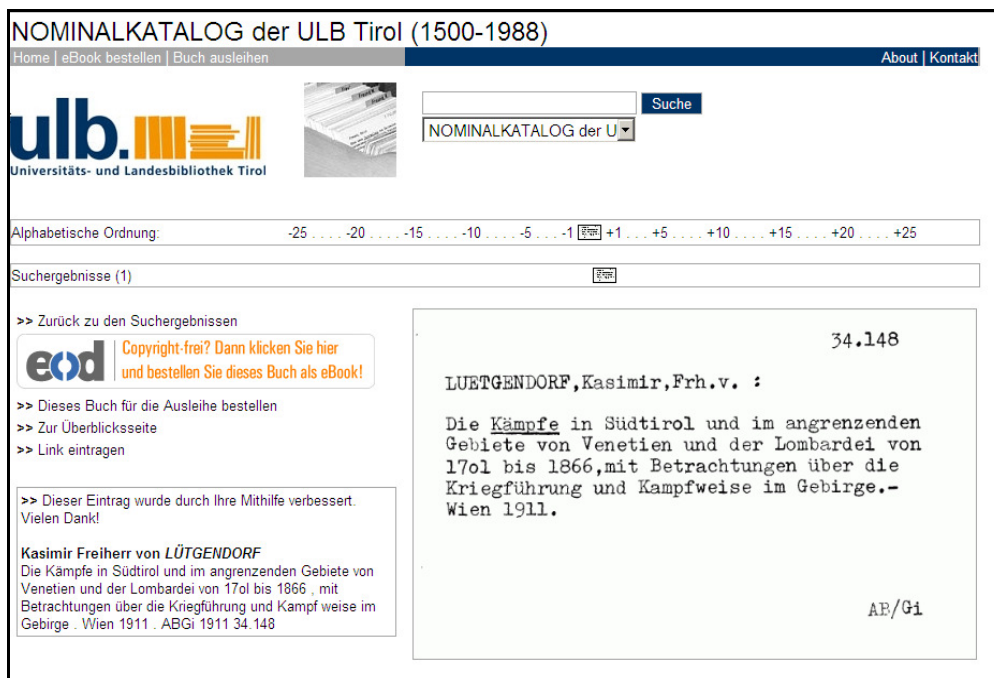 NOMINALKATALOG der ULB Tirol (1500-1988)
Home | eBook bestellen | Buch ausleihen
About | Kontakt
Suche
NOMINALKATALOG der U
ulb.
Universitäts- und Landesbibliothek Tirol
Alphabetische Ordnung: -25 . . . . -20 . . . . -15 . . . . -10 . . . . -5 . . . -1 +1 . . . +5 . . . . +10 . . . . +15 . . . . +20 . . . . +25
Suchergebnisse (1)
>> Zurück zu den Suchergebnissen
eod
Copyright-frei? Dann klicken Sie hier
und bestellen Sie dieses Buch als eBook!
>> Dieses Buch für die Ausleihe bestellen
>> Zur Überblicksseite
>> Link eintragen
>> Dieser Eintrag wurde durch Ihre Mithilfe verbessert.
Vielen Dank!
Kasimir Freiherr von LÜTGENDORF
Die Kämpfe in Südtirol und im angrenzenden Gebiete von
Venetien und der Lombardei von 17ol bis 1866 , mit
Betrachtungen über die Kriegführung und Kampf weise im
Gebirge . Wien 1911 . ABGi 1911 34.148
34.148
LUETGENDORF,Kasimir,Frh.v. :
Die Kämpfe in Südtirol und im angrenzenden
Gebiete von Venetien und der Lombardei von
17ol bis 1866,mit Betrachtungen über die
Kriegführung und Kampfweise im Gebirge.-
Wien 1911.
AB/Gi